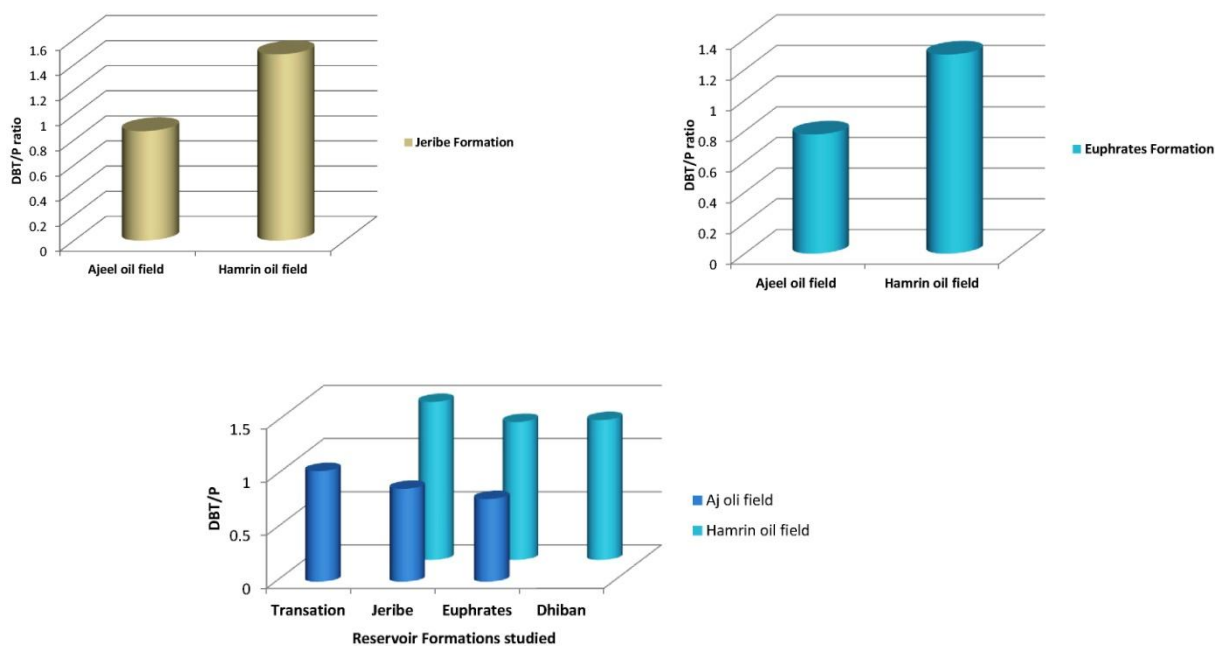 1.6
1.4
1.2
1
0.8
0.6
0.4
0.2
0
DBT/P ratio
Ajeel oil field
Hamrin oil field
Jeribe Formation
1.4
1.2
1
0.8
0.6
0.4
0.2
0
DBT/P ratio
Ajeel oil field
Hamrin oil field
Euphrates Formation
1.5
1
0.5
0
DBT/P
Transation
Jeribe
Euphrates
Dhiban
Reservoir Formations studied
Aj oli field
Hamrin oil field